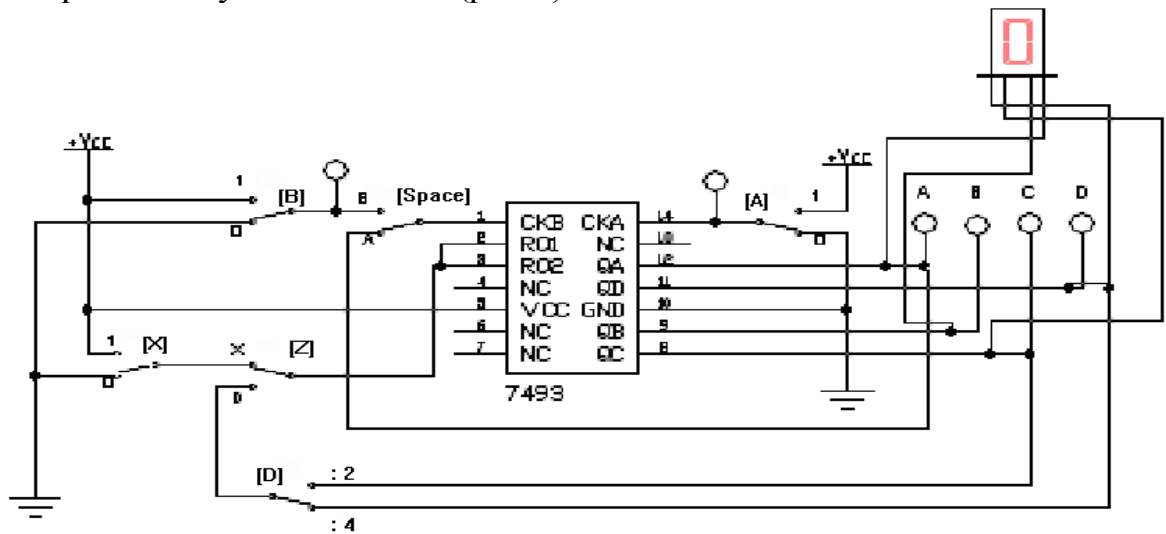 +Vcc
1
[B]
0
B
[Space]
A
1
2
3
4
5
6
7
CKB CKA
R01 NC
R02 QA
NC QD
VCC GND
NC QB
NC QC
7493
14
12
11
10
9
8
[A]
1
0
+Vcc
0
A B C D
1
[X]
0
X
[Z]
D
[D]
: 2
: 4